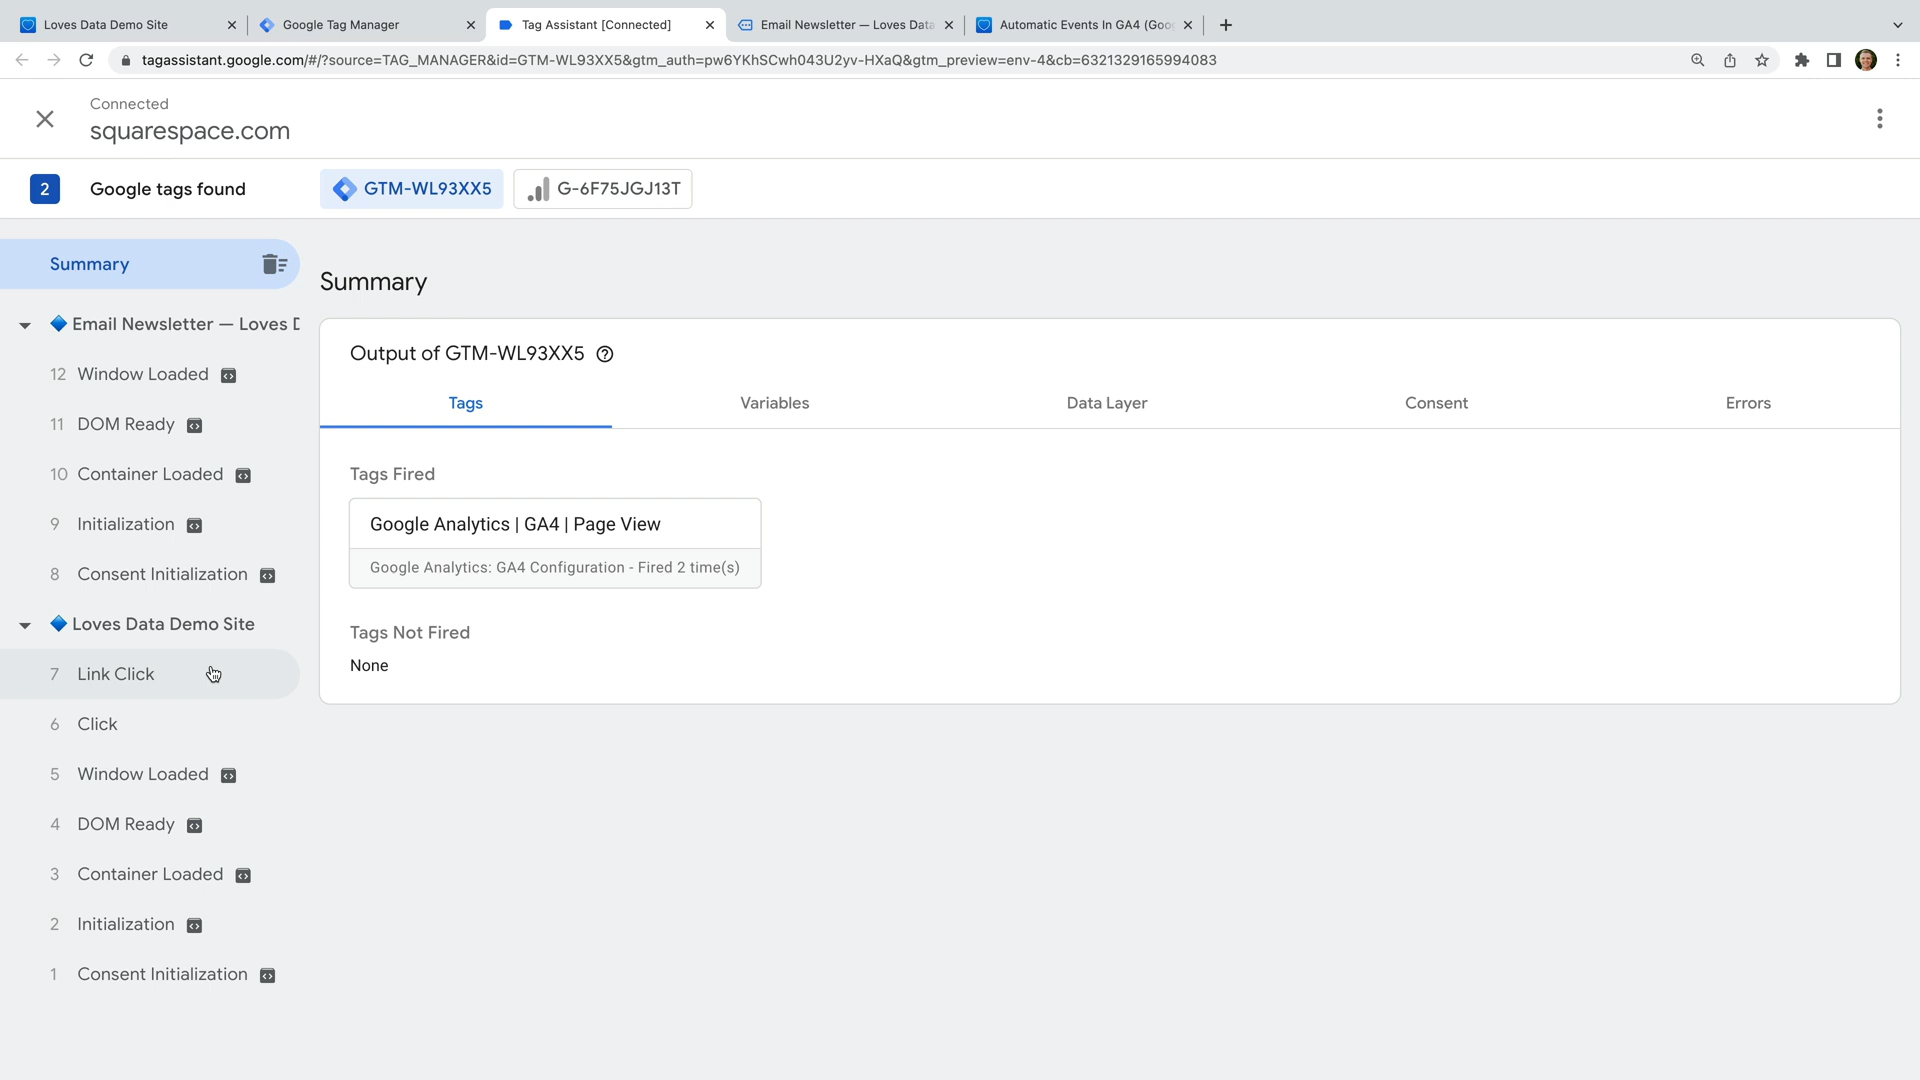 Loves Data Demo Site
Google Tag Manager
Tag Assistant [Connected]
Email Newsletter — Loves Data
Automatic Events In GA4 (Goo
tagassistant.google.com/#/?source=TAG_MANAGER&id=GTM-WL93XX5&gtm_auth=pw6YKhSCwh043U2yv-HXaQ&gtm_preview=env-4&cb=6321329165994083
Connected
squarespace.com
2 Google tags found GTM-WL93XX5 G-6F75JGJ13T
Summary
Email Newsletter — Loves D
12 Window Loaded
11 DOM Ready
10 Container Loaded
9 Initialization
8 Consent Initialization
Loves Data Demo Site
7 Link Click
6 Click
5 Window Loaded
4 DOM Ready
3 Container Loaded
2 Initialization
1 Consent Initialization
Summary
Output of GTM-WL93XX5
Tags Variables Data Layer Consent Errors
Tags Fired
Google Analytics | GA4 | Page View
Google Analytics: GA4 Configuration - Fired 2 time(s)
Tags Not Fired
None